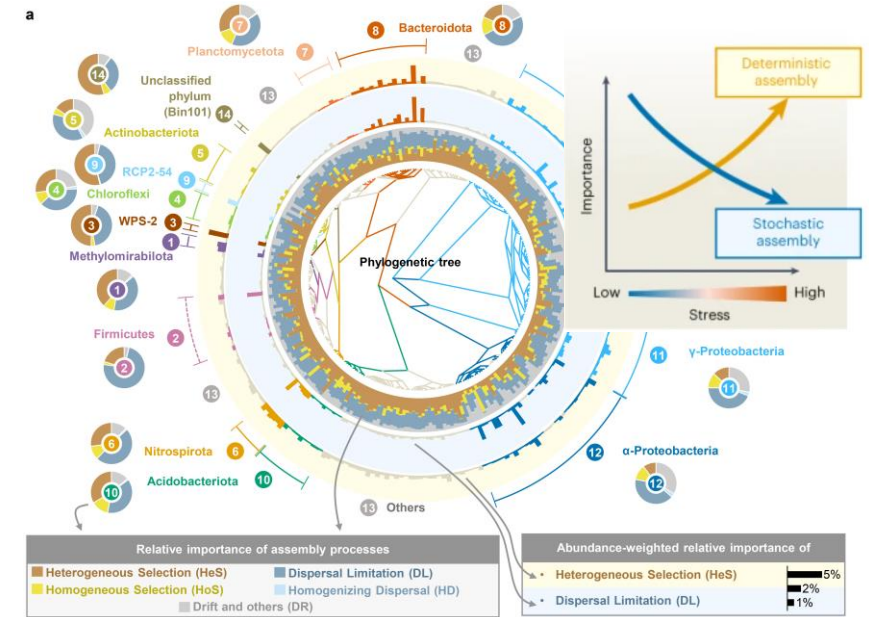 a
7
Planctomycetota
7
8
Bacteroidota
8
13
14
Unclassified
phylum
(Bin101)
14
13
5
Actinobacteriota
5
9
RCP2-54
9
4
Chloroflexi
4
3
WPS-2
3
1
Methylomirabilota
1
Phylogenetic tree
Firmicutes
2
2
13
6
Nitrospirota
6
10
Acidobacteriota
10
13
Others
11
γ-Proteobacteria
11
12
α-Proteobacteria
12
Deterministic
assembly
Importance
Stochastic
assembly
Low
High
Stress
Relative importance of assembly processes
Heterogeneous Selection (HeS)
Dispersal Limitation (DL)
Homogeneous Selection (HoS)
Homogenizing Dispersal (HD)
Drift and others (DR)
Abundance-weighted relative importance of
• Heterogeneous Selection (HeS)
5%
2%
• Dispersal Limitation (DL)
1%